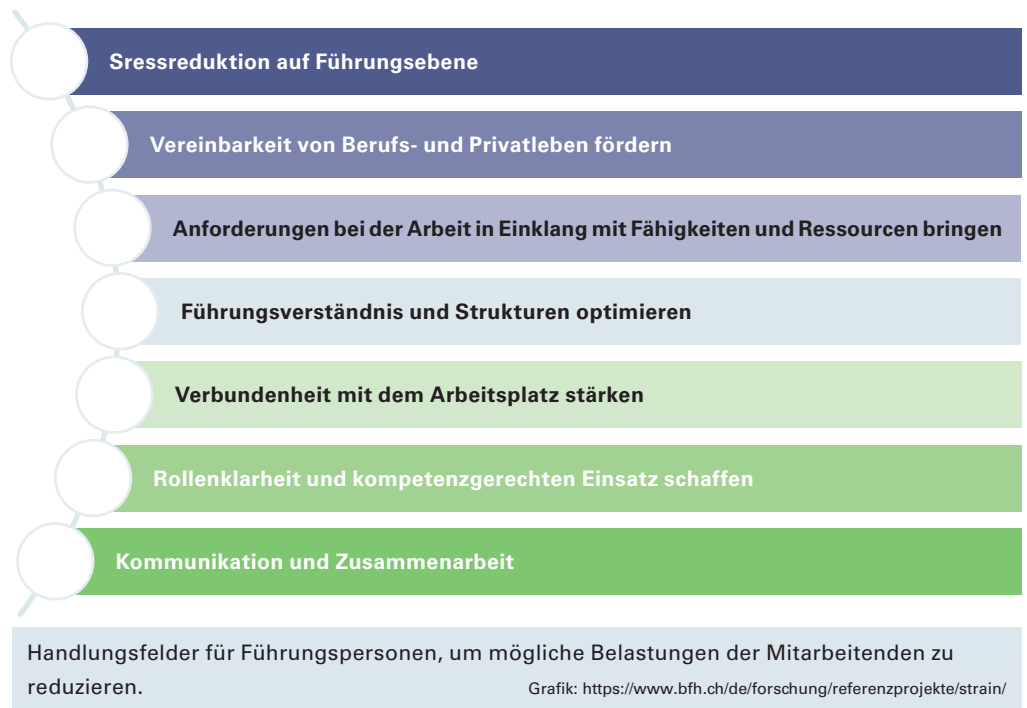 Sressreduktion auf Führungsebene
Vereinbarkeit von Berufs- und Privatleben fördern
Anforderungen bei der Arbeit in Einklang mit Fähigkeiten und Ressourcen bringen
Führungsverständnis und Strukturen optimieren
Verbundenheit mit dem Arbeitsplatz stärken
Rollenklarheit und kompetenzgerechten Einsatz schaffen
Kommunikation und Zusammenarbeit
Handlungsfelder für Führungspersonen, um mögliche Belastungen der Mitarbeitenden zu
reduzieren. Grafik: https://www.bfh.ch/de/forschung/referenzprojekte/strain/